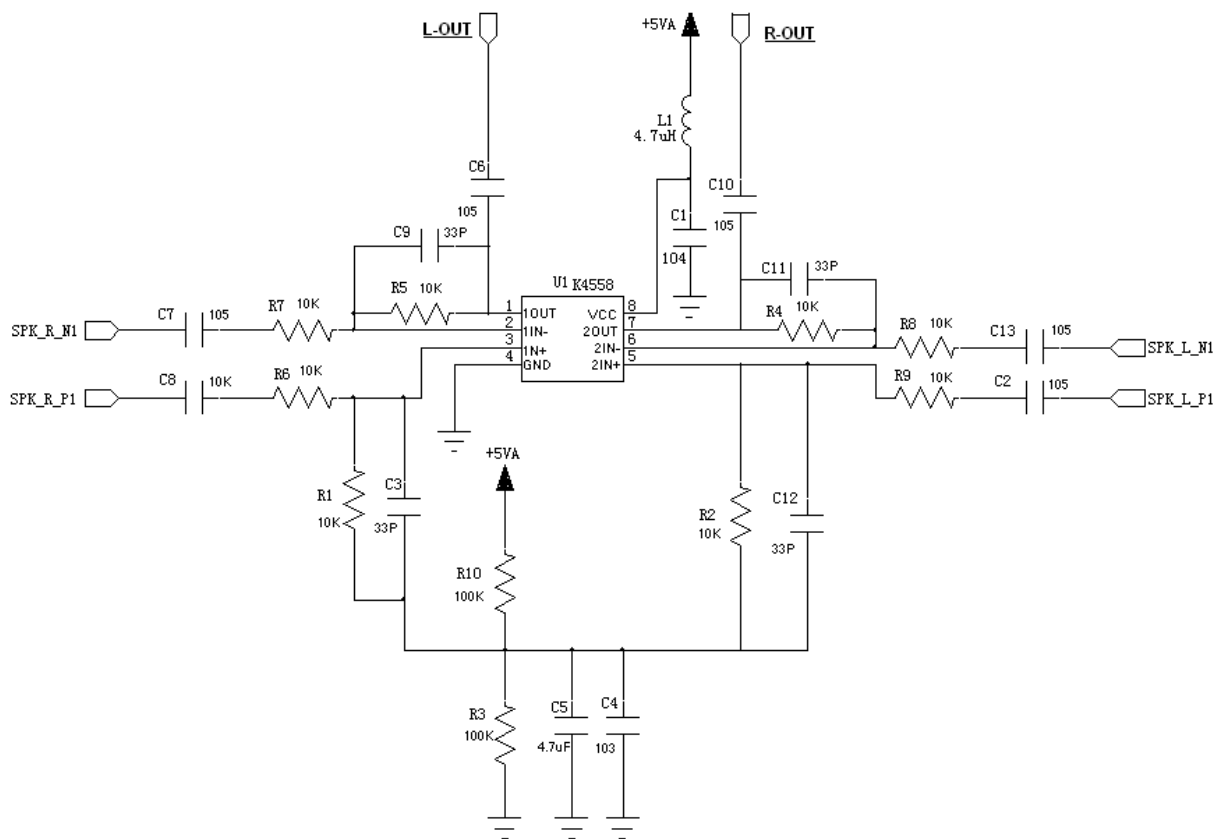 L-OUT
+5VA
R-OUT
L1
4.7uH
C6
105
C10
105
C9
33P
C1
104
C11
33P
U1 K4558
R5
10K
R4
10K
C7
105
R7
10K
1
1OUT
VCC
8
2
1IN-
2OUT
7
3
1N+
2IN-
6
4
GND
2IN+
5
R8
10K
C13
105
SPK_R_N1
SPK_L_N1
C8
10K
R6
10K
R9
10K
C2
105
SPK_R_P1
SPK_L_P1
+5VA
R1
10K
C3
33P
R2
10K
C12
33P
R10
100K
R3
100K
C5
4.7uF
C4
103